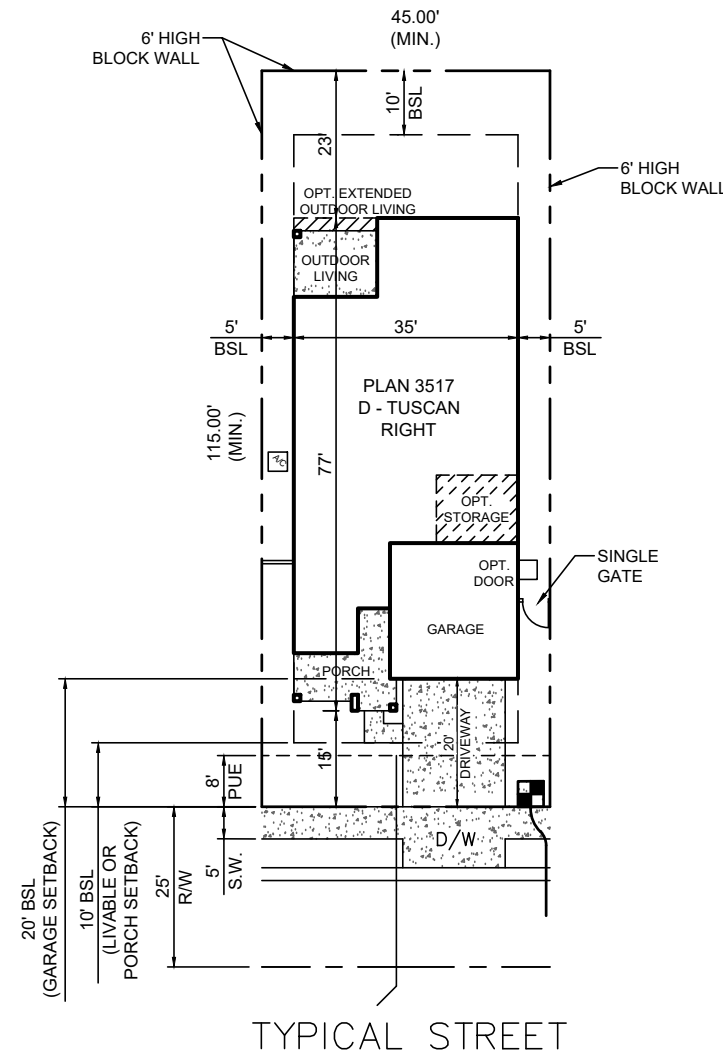 45.00'
(MIN.)
6' HIGH
BLOCK WALL
10'
BSL
23'
6' HIGH
BLOCK WALL
OPT. EXTENDED
OUTDOOR LIVING
OUTDOOR
LIVING
5'
BSL
35'
5'
BSL
PLAN 3517
D - TUSCAN
RIGHT
115.00'
(MIN.)
A/C
77'
OPT.
STORAGE
OPT.
DOOR
SINGLE
GATE
GARAGE
PORCH
20'
DRIVEWAY
15'
8'
PUE
D/W
20' BSL
(GARAGE SETBACK)
10' BSL
(LIVABLE OR
PORCH SETBACK)
25'
R/W
5'
S.W.
TYPICAL STREET